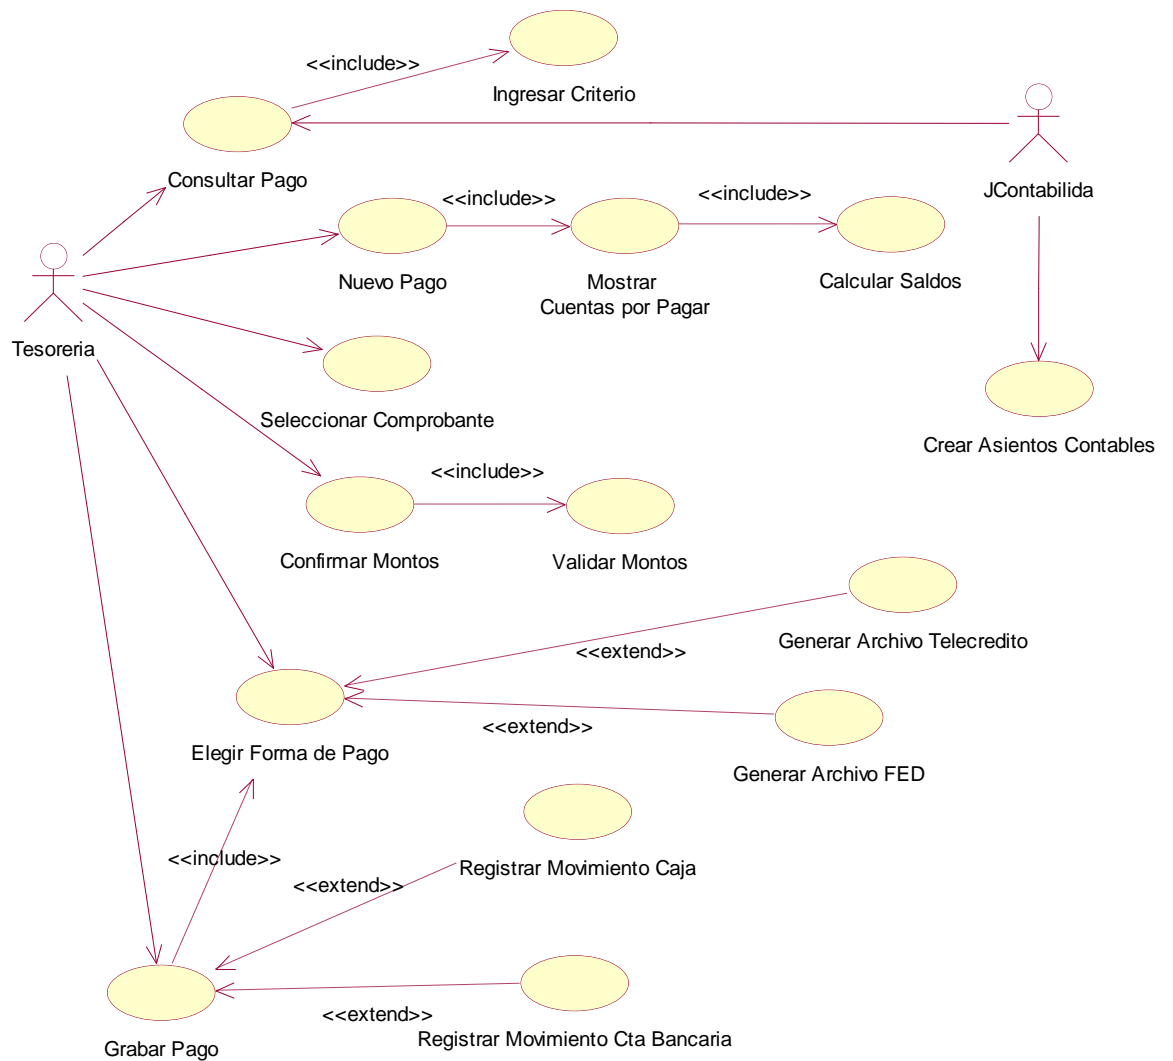 <<include>>
Ingresar Criterio
Consultar Pago
JContabilida
<<include>>
<<include>>
Nuevo Pago
Mostrar
Cuentas por Pagar
Calcular Saldos
Tesoreria
Seleccionar Comprobante
Crear Asientos Contables
<<include>>
Confirmar Montos
Validar Montos
Generar Archivo Telecredito
<<extend>>
<<extend>>
Elegir Forma de Pago
Generar Archivo FED
<<include>>
Registrar Movimiento Caja
<<extend>>
<<extend>>
Registrar Movimiento Cta Bancaria
Grabar Pago